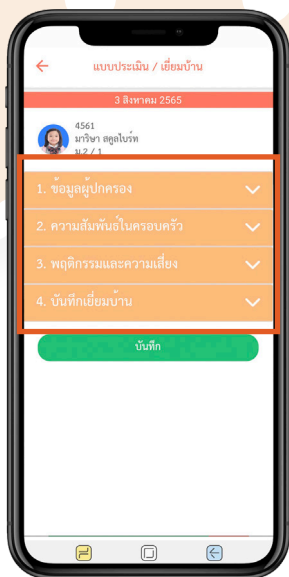 แบบประเมิน / เยี่ยมบ้าน
3 สิงหาคม 2565
4561
มาริษา สคูลไบร์ท
ม.2 / 1
1. ข้อมูลผู้ปกครอง
2. ความสัมพันธ์ในครอบครัว
3. พฤติกรรมและความเสี่ยง
4. บันทึกเยี่ยมบ้าน
บันทึก